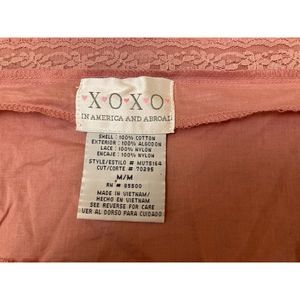 X·O·X·O
IN AMERICA AND ABROAD
SHELL : 100% COTTON
EXTERIOR : 100% ALGODON
LACE : 100% NYLON
ENCAJE : 100% NYLON
STYLE/ESTILO # MU75164
CUT/CORTE # 70295
M/M
RN # 85500
MADE IN VIETNAM/
HECHO EN VIETNAM
SEE REVERSE FOR CARE
VER AL DORSO PARA CUIDADO